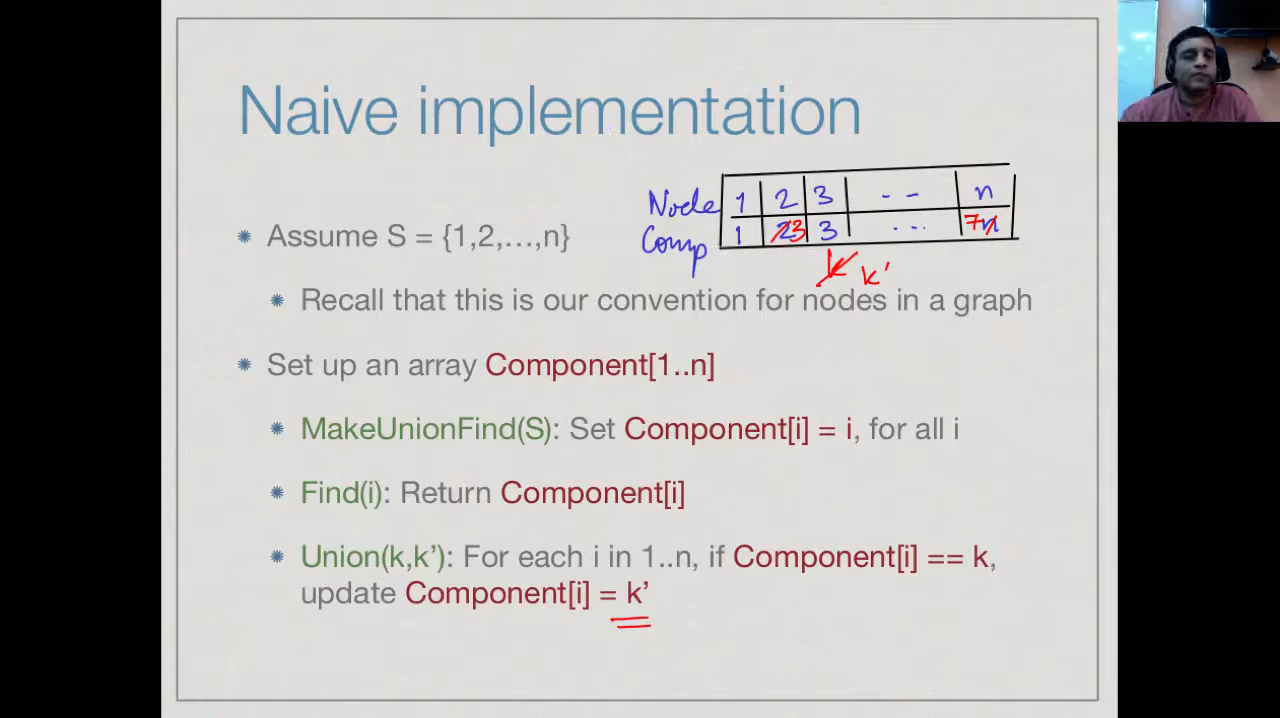 Naive implementation
Node 1 2 3 - - n
Comp 1 2 3 3 ... 7 n
k k'
Assume S = {1,2,...,n}
Recall that this is our convention for nodes in a graph
Set up an array Component[1..n]
MakeUnionFind(S): Set Component[i] = i, for all i
Find(i): Return Component[i]
Union(k,k’): For each i in 1..n, if Component[i] == k,
update Component[i] = k’